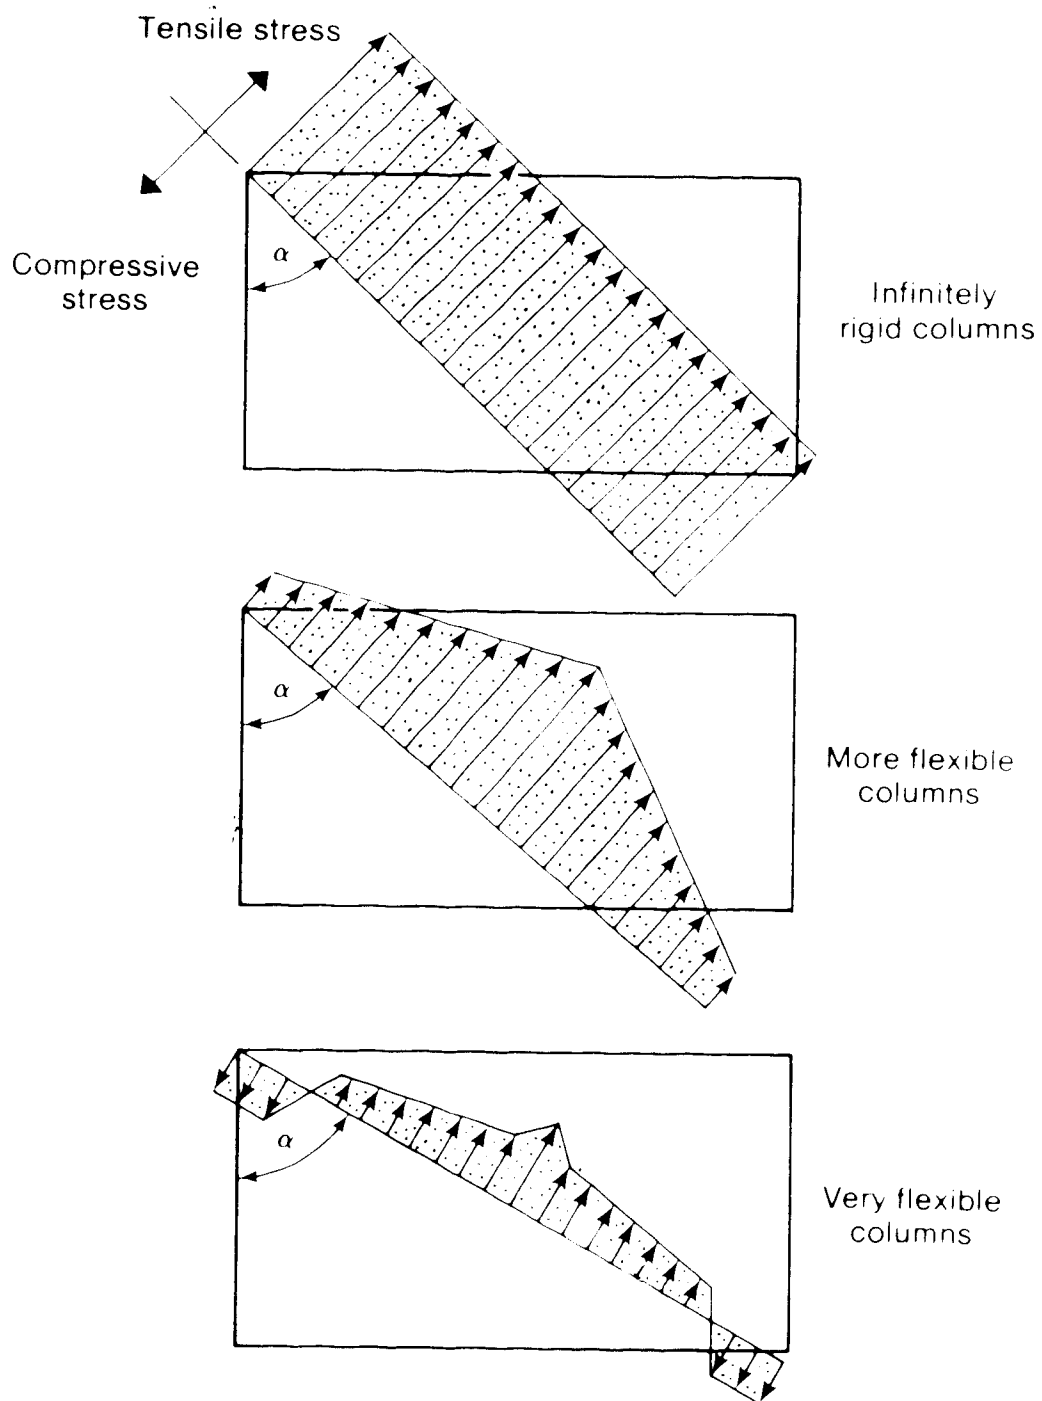 Tensile stress
α
Compressive
stress
Infinitely
rigid columns
α
More flexible
columns
α
Very flexible
columns